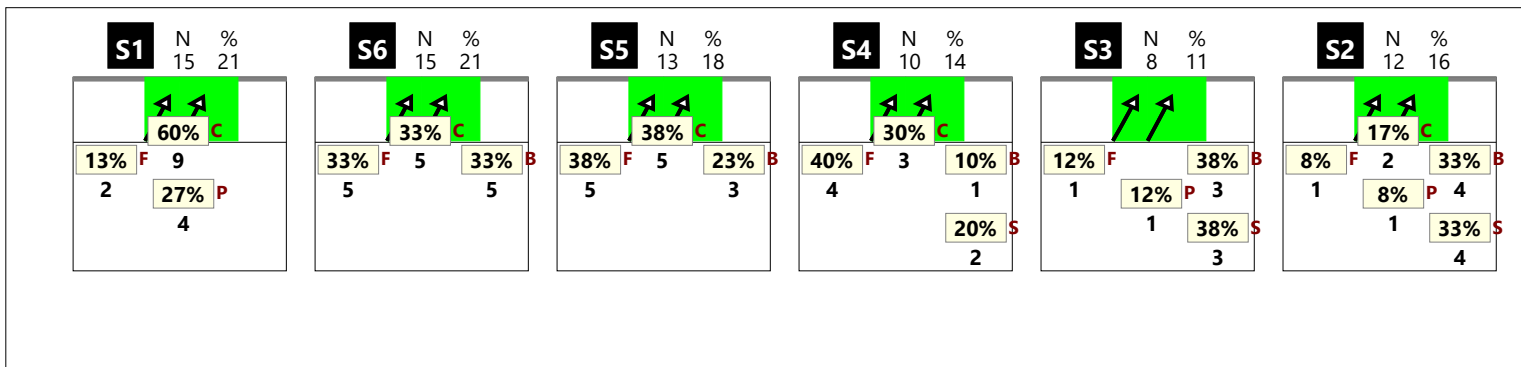 S1 N % 15 21
60% C
13% F 9
2 27% P
4
S6 N % 15 21
33% C
33% F 5 33% B
5 5
S5 N % 13 18
38% C
38% F 5 23% B
5 3
S4 N % 10 14
30% C
40% F 3 10% B
4 1
20% S
2
S3 N % 8 11
12% F 38% B
1 12% P 3
1 38% S
3
S2 N % 12 16
17% C
8% F 2 33% B
1 8% P 4
1 33% S
4